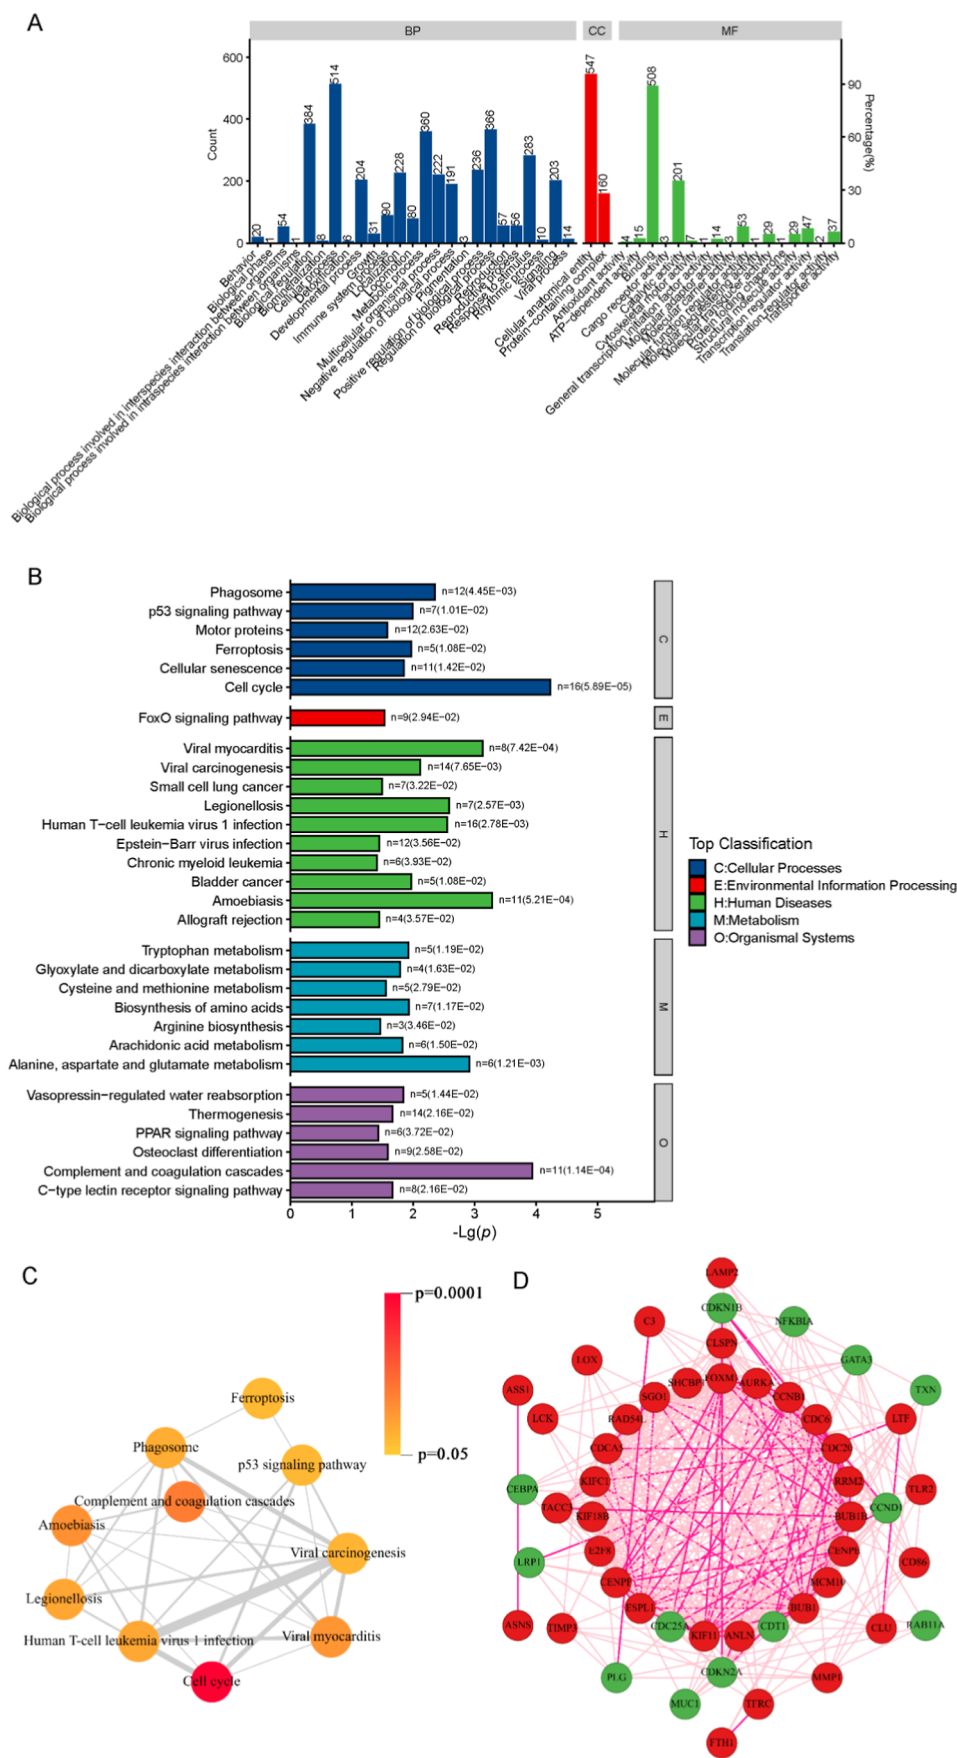 A
BP
CC
MF
600
400
200
0
Count
90
60
30
0
Percentage(%)
20
1
54
1
384
8
514
6
204
31
90
228
80
360
222
191
3
236
366
57
56
283
10
203
14
547
160
4
15
508
3
201
7
1
14
3
53
1
29
1
29
47
2
37
Behavior
Biological phase
Biological process involved in interspecies interaction between organisms
Biological process involved in intraspecies interaction between organisms
Biological regulation
Cellular process
Detoxification
Developmental process
Growth
Immune system process
Localization
Locomotion
Metabolic process
Multicellular organismal process
Negative regulation of biological process
Pigmentation
Positive regulation of biological process
Regulation of biological process
Reproduction
Reproductive process
Response to stimulus
Rhythmic process
Signaling
Viral process
Cellular anatomical entity
Protein−containing complex
Antioxidant activity
ATP−dependent activity
Binding
Cargo receptor activity
Catalytic activity
Cytoskeletal motor activity
General transcription initiation factor activity
Structural molecule activity
Transcription regulator activity
Translation regulator activity
Transporter activity
B
Phagosome n=12(4.45E−03)
p53 signaling pathway n=7(1.01E−02)
Motor proteins n=12(2.63E−02)
Ferroptosis n=5(1.08E−02)
Cellular senescence n=11(1.42E−02)
Cell cycle n=16(5.89E−05)
C
FoxO signaling pathway n=9(2.94E−02)
E
Viral myocarditis n=8(7.42E−04)
Viral carcinogenesis n=14(7.65E−03)
Small cell lung cancer n=7(3.22E−02)
Legionellosis n=7(2.57E−03)
Human T−cell leukemia virus 1 infection n=16(2.78E−03)
Epstein−Barr virus infection n=12(3.56E−02)
Chronic myeloid leukemia n=6(3.93E−02)
Bladder cancer n=5(1.08E−02)
Amoebiasis n=11(5.21E−04)
Allograft rejection n=4(3.57E−02)
H
Tryptophan metabolism n=5(1.19E−02)
Glyoxylate and dicarboxylate metabolism n=4(1.63E−02)
Cysteine and methionine metabolism n=5(2.79E−02)
Biosynthesis of amino acids n=7(1.17E−02)
Arginine biosynthesis n=3(3.46E−02)
Arachidonic acid metabolism n=6(1.50E−02)
Alanine, aspartate and glutamate metabolism n=6(1.21E−03)
M
Vasopressin−regulated water reabsorption n=5(1.44E−02)
Thermogenesis n=14(2.16E−02)
PPAR signaling pathway n=6(3.72E−02)
Osteoclast differentiation n=9(2.58E−02)
Complement and coagulation cascades n=11(1.14E−04)
C−type lectin receptor signaling pathway n=8(2.16E−02)
O
0 1 2 3 4 5
-Lg(p)
Top Classification
C:Cellular Processes
E:Environmental Information Processing
H:Human Diseases
M:Metabolism
O:Organismal Systems
C
p=0.0001
p=0.05
Ferroptosis
Phagosome
p53 signaling pathway
Complement and coagulation cascades
Amoebiasis
Viral carcinogenesis
Legionellosis
Human T-cell leukemia virus 1 infection
Viral myocarditis
Cell cycle
D
LAMP2
CDKN1B
C3
NFKBIA
CLSPN
LOX
GATA3
SHCBP1
FOXM1
AURKA
ASS1
SGO1
CCNB1
TXN
LCK
RAD54L
CDC6
LTF
CDCA5
CDC20
KIFC1
RRM2
CEBPA
TLR2
TACC3
KIF18B
BUB1B
CCND1
E2F8
CENPE
LRP1
CD86
CENPF
MCM10
ESPL1
BUB1
ASNS
TIMP3
CDC25A
KIF11
ANLN
CDT1
CLU
RAB11A
PLG
CDKN2A
MMP1
MUC1
TFRC
FTH1